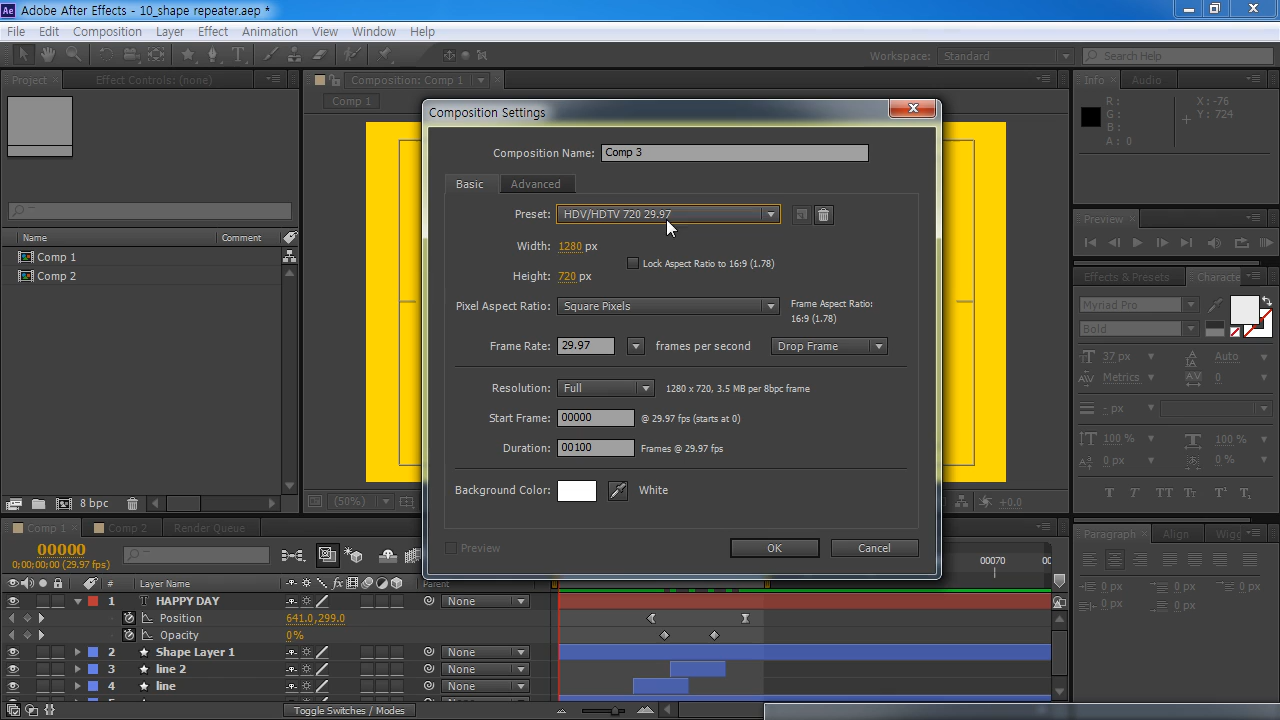 Adobe After Effects - 10_shape repeater.aep *
File Edit Composition Layer Effect Animation View Window Help
Workspace: Standard Search Help
Project Effect Controls: (none) Composition: Comp 1 Info Audio
Comp 1
R: G: B: A: 0 X: -76 Y: 724
Composition Settings
Composition Name: Comp 3
Basic Advanced
Preset: HDV/HDTV 720 29.97
Width: 1280 px
Lock Aspect Ratio to 16:9 (1.78)
Height: 720 px
Pixel Aspect Ratio: Square Pixels Frame Aspect Ratio:
16:9 (1.78)
Frame Rate: 29.97 frames per second Drop Frame
Resolution: Full 1280 x 720, 3.5 MB per 8bpc frame
Start Frame: 00000 @ 29.97 fps (starts at 0)
Duration: 00100 Frames @ 29.97 fps
Background Color: White
Preview OK Cancel
Name Comment
Comp 1
Comp 2
8 bpc
(50%)
+0.0
Preview
Effects & Presets Characte
Myriad Pro
Bold
37 px Auto
Metrics 0
- px
100 % 100 %
0 px 0 %
Paragraph Align Wigg
0 px 0 px 0 px
0 px 0 px
Comp 1 Comp 2 Render Queue
00000
0;00;00;00 (29.97 fps)
00070
# Layer Name Parent
1 T HAPPY DAY None
Position 641.0,299.0
Opacity 0%
2 Shape Layer 1 None
3 line 2 None
4 line None
Toggle Switches / Modes